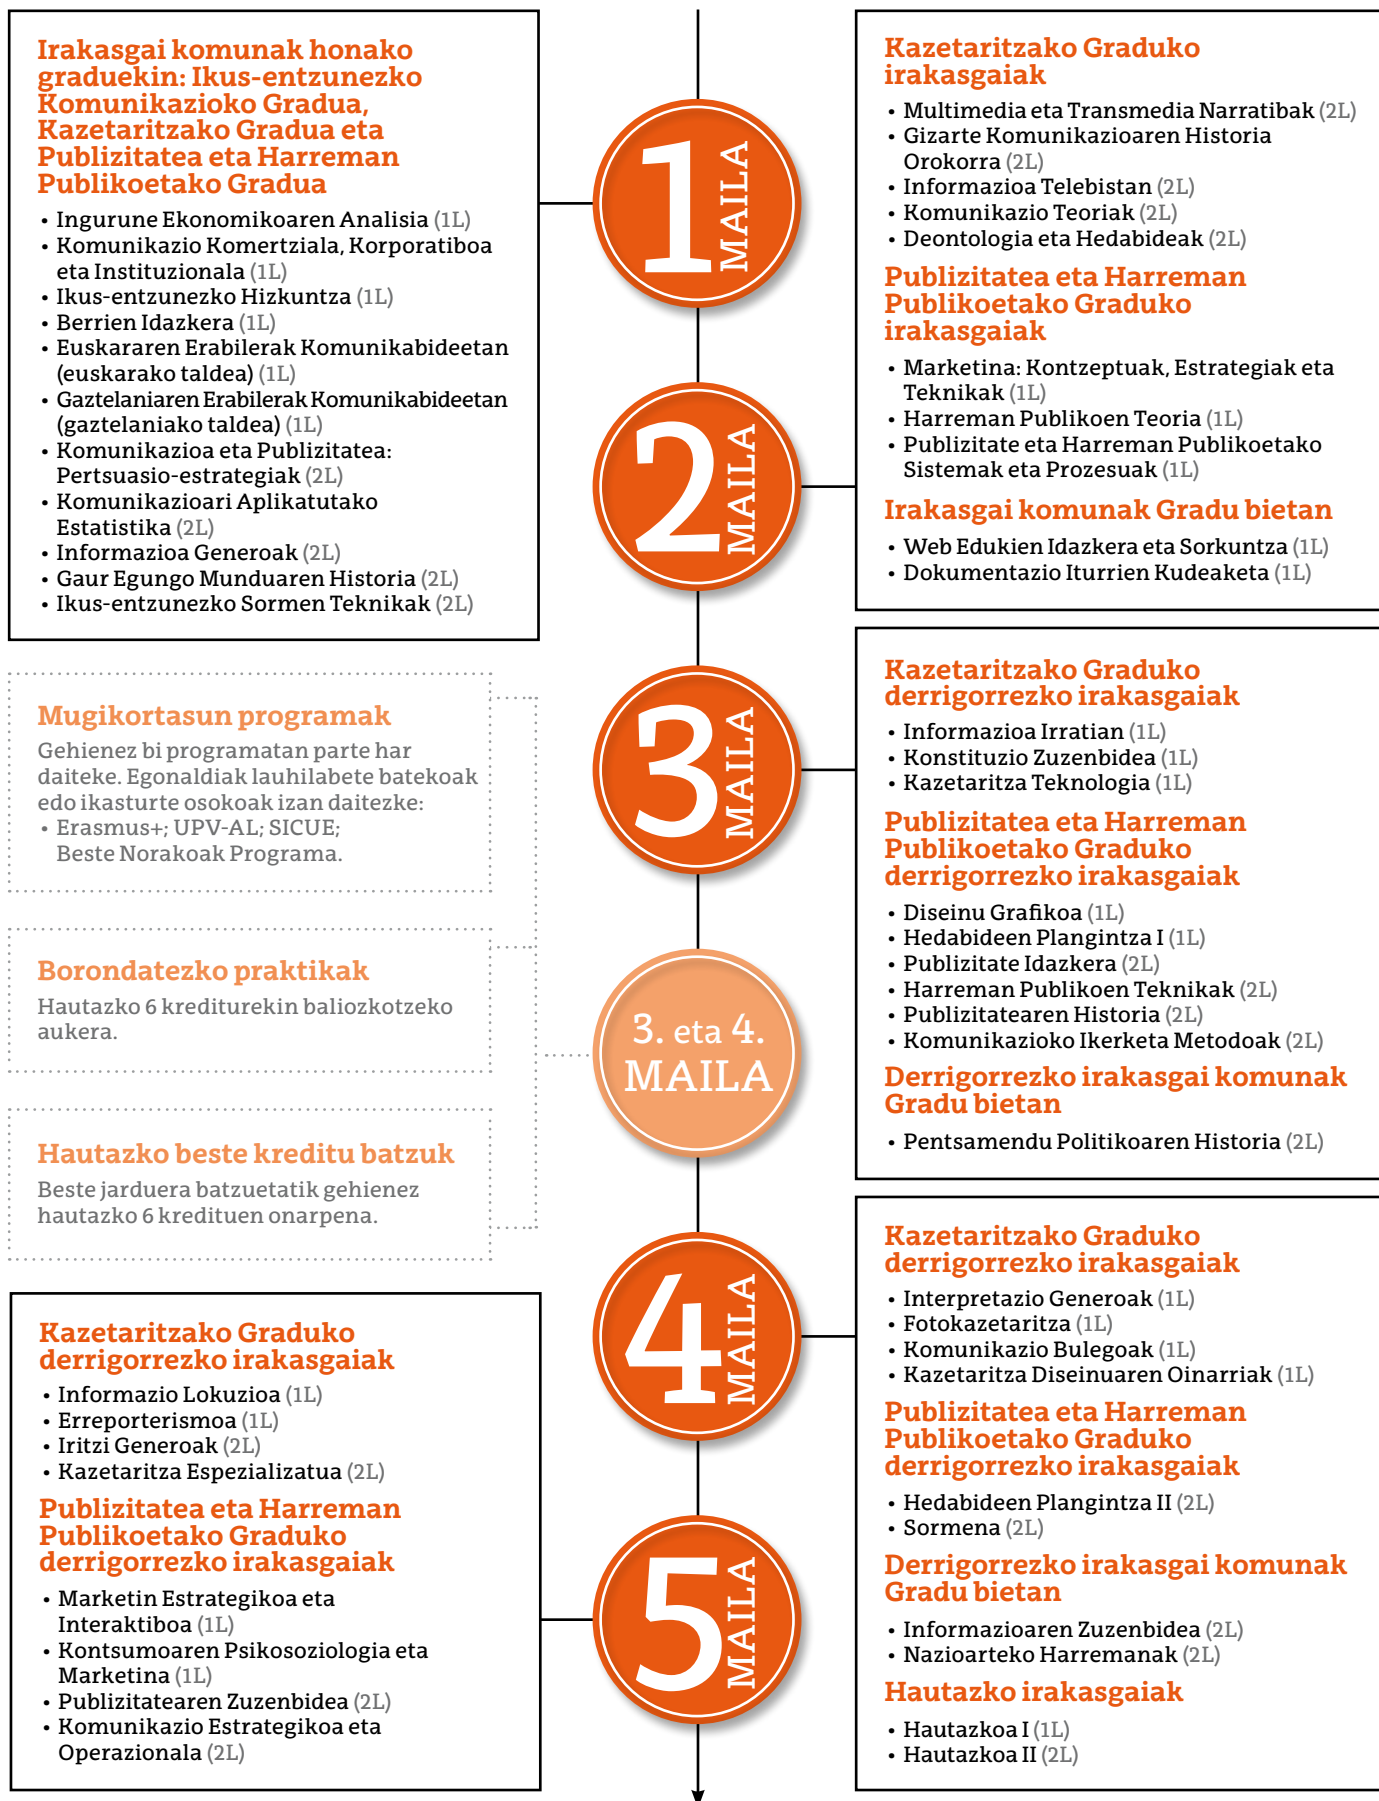 Irakasgai komunak honako
graduekin: Ikus-entzunezko
Komunikazioko Gradua,
Kazetaritzako Gradua eta
Publizitatea eta Harreman
Publikoetako Gradua
• Ingurune Ekonomikoaren Analisia (1L)
• Komunikazio Komertziala, Korporatiboa
eta Instituzionala (1L)
• Ikus-entzunezko Hizkuntza (1L)
• Berrien Idazkera (1L)
• Euskararen Erabilerak Komunikabideetan
(euskarako taldea) (1L)
• Gaztelaniaren Erabilerak Komunikabideetan
(gaztelaniako taldea) (1L)
• Komunikazioa eta Publizitatea:
Pertsuasio-estrategiak (2L)
• Komunikazioari Aplikatutako
Estatistika (2L)
• Informazioa Generoak (2L)
• Gaur Egungo Munduaren Historia (2L)
• Ikus-entzunezko Sormen Teknikak (2L)
1 MAILA
Kazetaritzako Graduko
irakasgaiak
• Multimedia eta Transmedia Narratibak (2L)
• Gizarte Komunikazioaren Historia
Orokorra (2L)
• Informazioa Telebistan (2L)
• Komunikazio Teoriak (2L)
• Deontologia eta Hedabideak (2L)
Publizitatea eta Harreman
Publikoetako Graduko
irakasgaiak
• Marketina: Kontzeptuak, Estrategiak eta
Teknikak (1L)
• Harreman Publikoen Teoria (1L)
• Publizitate eta Harreman Publikoetako
Sistemak eta Prozesuak (1L)
Irakasgai komunak Gradu bietan
• Web Edukien Idazkera eta Sorkuntza (1L)
• Dokumentazio Iturrien Kudeaketa (1L)
2 MAILA
Kazetaritzako Graduko
derrigorrezko irakasgaiak
• Informazioa Irratian (1L)
• Konstituzio Zuzenbidea (1L)
• Kazetaritza Teknologia (1L)
Publizitatea eta Harreman
Publikoetako Graduko
derrigorrezko irakasgaiak
• Diseinu Grafikoa (1L)
• Hedabideen Plangintza I (1L)
• Publizitate Idazkera (2L)
• Harreman Publikoen Teknikak (2L)
• Publizitatearen Historia (2L)
• Komunikazioko Ikerketa Metodoak (2L)
Derrigorrezko irakasgai komunak
Gradu bietan
• Pentsamendu Politikoaren Historia (2L)
3 MAILA
Mugikortasun programak
Gehienez bi programatan parte har
daiteke. Egonaldiak lauhilabete batekoak
edo ikasturte osokoak izan daitezke:
• Erasmus+; UPV-AL; SICUE;
Beste Norakoak Programa.
Borondatezko praktikak
Hautazko 6 krediturekin baliozkotzeko
aukera.
Hautazko beste kreditu batzuk
Beste jarduera batzuetatik gehienez
hautazko 6 kredituen onarpena.
3. eta 4.
MAILA
Kazetaritzako Graduko
derrigorrezko irakasgaiak
• Interpretazio Generoak (1L)
• Fotokazetaritza (1L)
• Komunikazio Bulegoak (1L)
• Kazetaritza Diseinuaren Oinarriak (1L)
Publizitatea eta Harreman
Publikoetako Graduko
derrigorrezko irakasgaiak
• Hedabideen Plangintza II (2L)
• Sormena (2L)
Derrigorrezko irakasgai komunak
Gradu bietan
• Informazioaren Zuzenbidea (2L)
• Nazioarteko Harremanak (2L)
Hautazko irakasgaiak
• Hautazkoa I (1L)
• Hautazkoa II (2L)
4 MAILA
Kazetaritzako Graduko
derrigorrezko irakasgaiak
• Informazio Lokuzioa (1L)
• Erreporterismoa (1L)
• Iritzi Generoak (2L)
• Kazetaritza Espezializatua (2L)
Publizitatea eta Harreman
Publikoetako Graduko
derrigorrezko irakasgaiak
• Marketin Estrategikoa eta
Interaktiboa (1L)
• Kontsumoaren Psikosoziologia eta
Marketina (1L)
• Publizitatearen Zuzenbidea (2L)
• Komunikazio Estrategikoa eta
Operazionala (2L)
5 MAILA